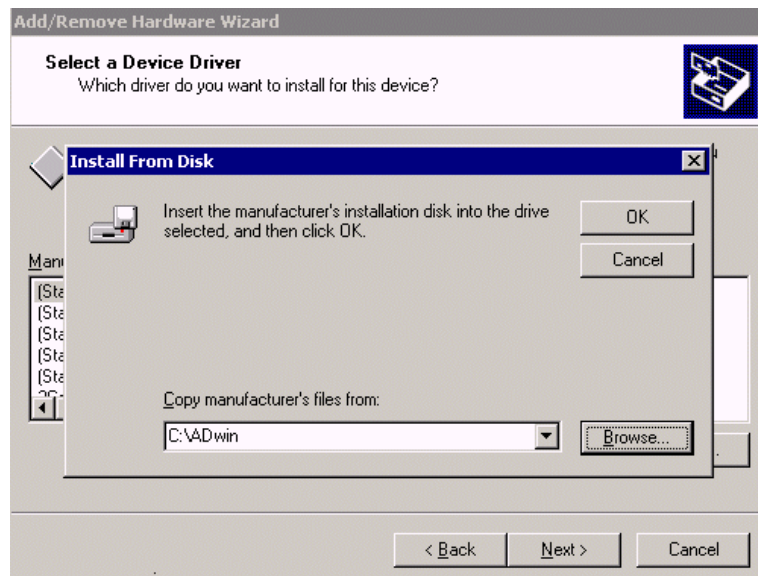 Add/Remove Hardware Wizard
Select a Device Driver
Which driver do you want to install for this device?
Install From Disk
Insert the manufacturer's installation disk into the drive
selected, and then click OK.
OK
Cancel
Copy manufacturer's files from:
C:\ADwin
Browse...
< Back
Next >
Cancel